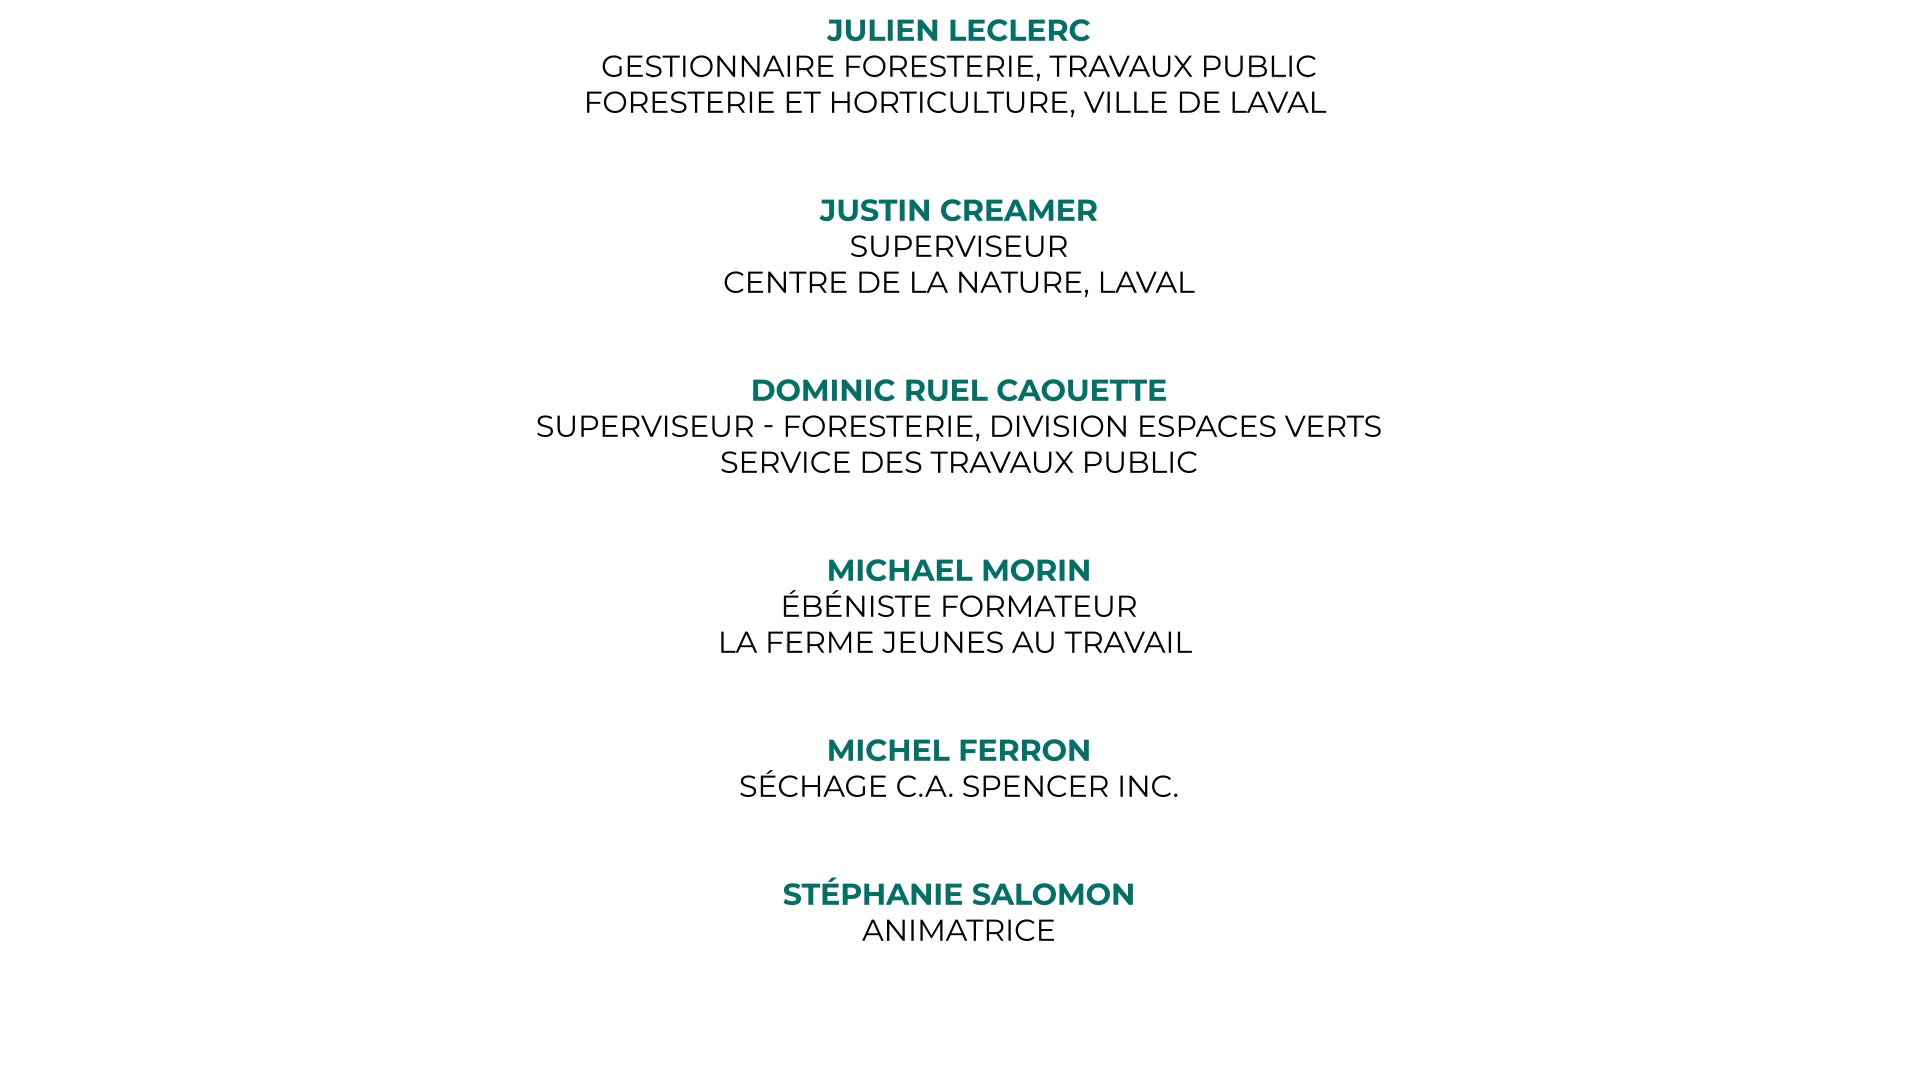 JULIEN LECLERC
GESTIONNAIRE FORESTERIE, TRAVAUX PUBLIC
FORESTERIE ET HORTICULTURE, VILLE DE LAVAL
JUSTIN CREAMER
SUPERVISEUR
CENTRE DE LA NATURE, LAVAL
DOMINIC RUEL CAOUETTE
SUPERVISEUR - FORESTERIE, DIVISION ESPACES VERTS
SERVICE DES TRAVAUX PUBLIC
MICHAEL MORIN
ÉBÉNISTE FORMATEUR
LA FERME JEUNES AU TRAVAIL
MICHEL FERRON
SÉCHAGE C.A. SPENCER INC.
STÉPHANIE SALOMON
ANIMATRICE